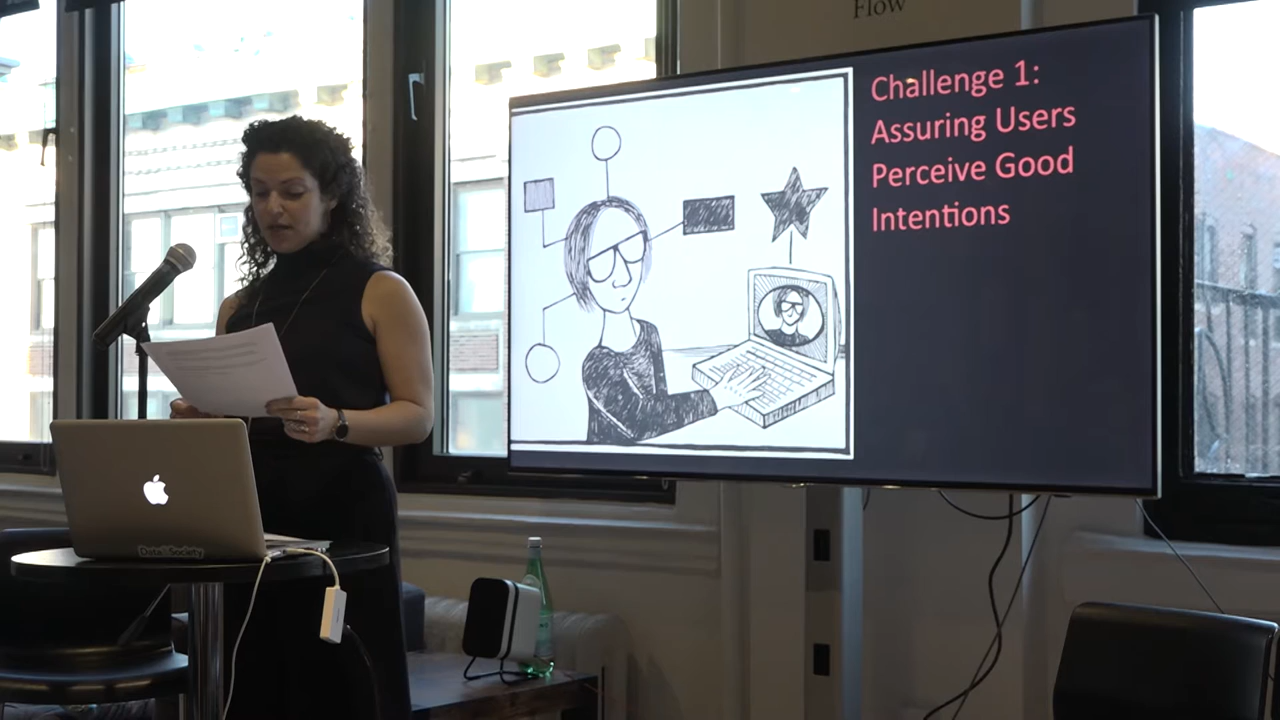 Flow
Challenge 1:
Assuring Users
Perceive Good
Intentions
Data&Society